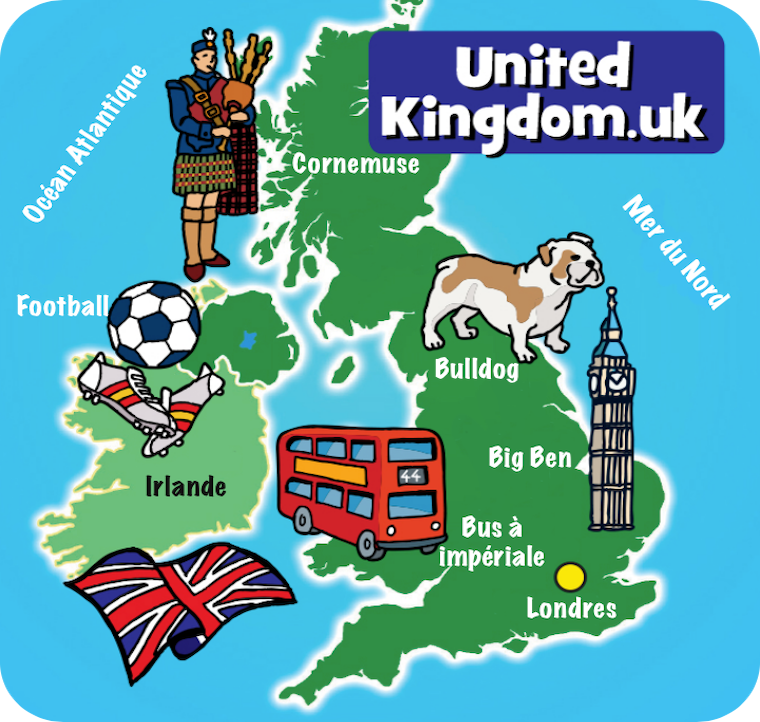 United
Kingdom.uk
Océan Atlantique
Cornemuse
Mer du Nord
Football
Bulldog
Big Ben
44
Irlande
Bus à
impériale
Londres